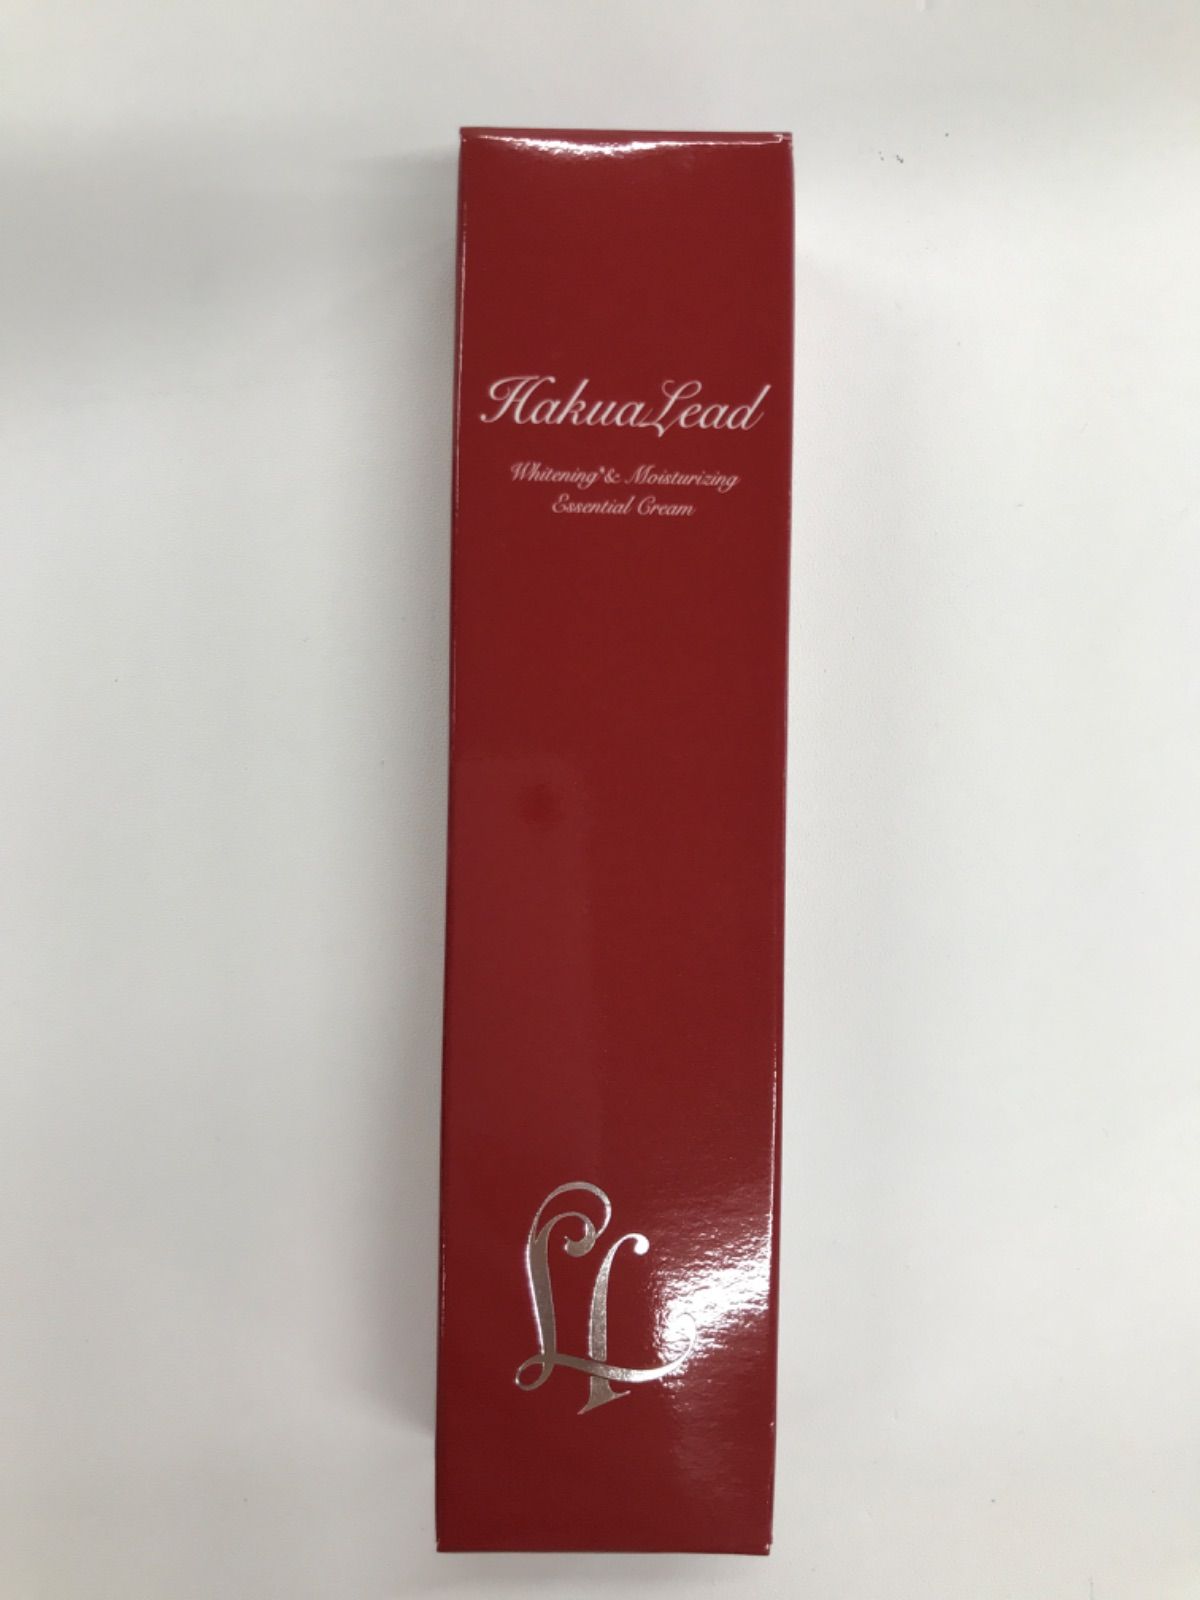 HakuaLead
Whitening*& Moisturizing
Essential Cream